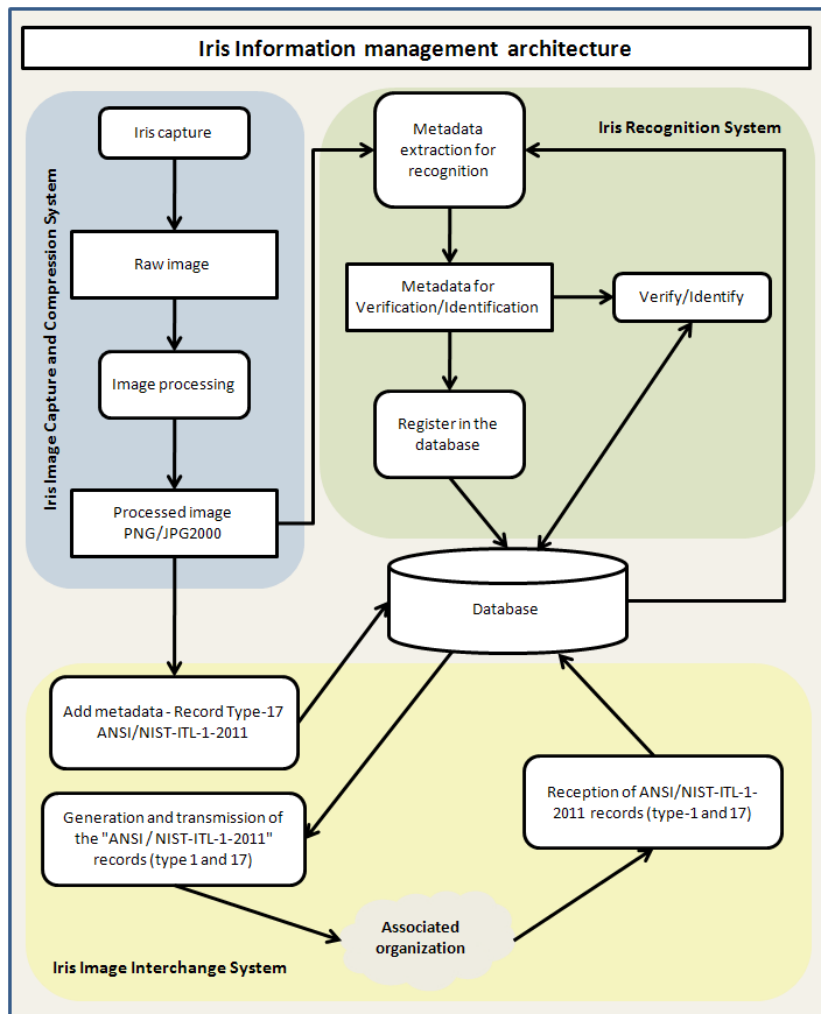 Iris Information management architecture
Iris Image Capture and Compression System
Iris capture
Raw image
Image processing
Processed image
PNG/JPG2000
Iris Recognition System
Metadata
extraction for
recognition
Metadata for
Verification/Identification
Verify/Identify
Register in the
database
Database
Add metadata - Record Type-17
ANSI/NIST-ITL-1-2011
Generation and transmission of
the "ANSI / NIST-ITL-1-2011"
records (type 1 and 17)
Reception of ANSI/NIST-ITL-1-
2011 records (type-1 and 17)
Associated
organization
Iris Image Interchange System